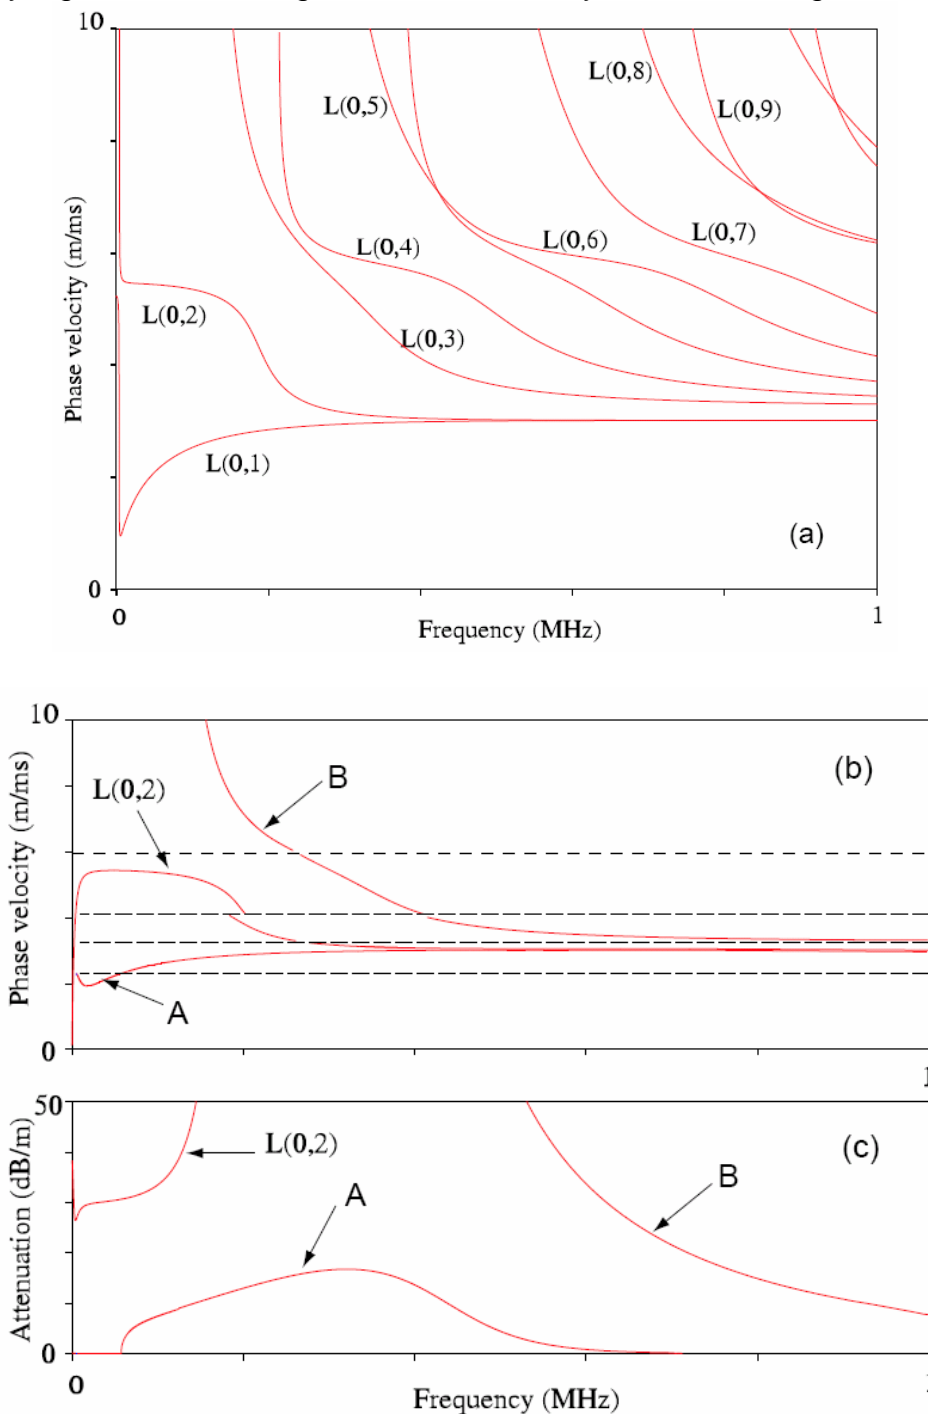 10
L(0,8)
L(0,5)
L(0,9)
L(0,4)
L(0,6)
L(0,7)
L(0,2)
L(0,3)
L(0,1)
Phase velocity (m/ms)
(a)
0
0
1
Frequency (MHz)
10
(b)
B
L(0,2)
Phase velocity (m/ms)
A
0
50
(c)
L(0,2)
A
B
Attenuation (dB/m)
0
0
Frequency (MHz)